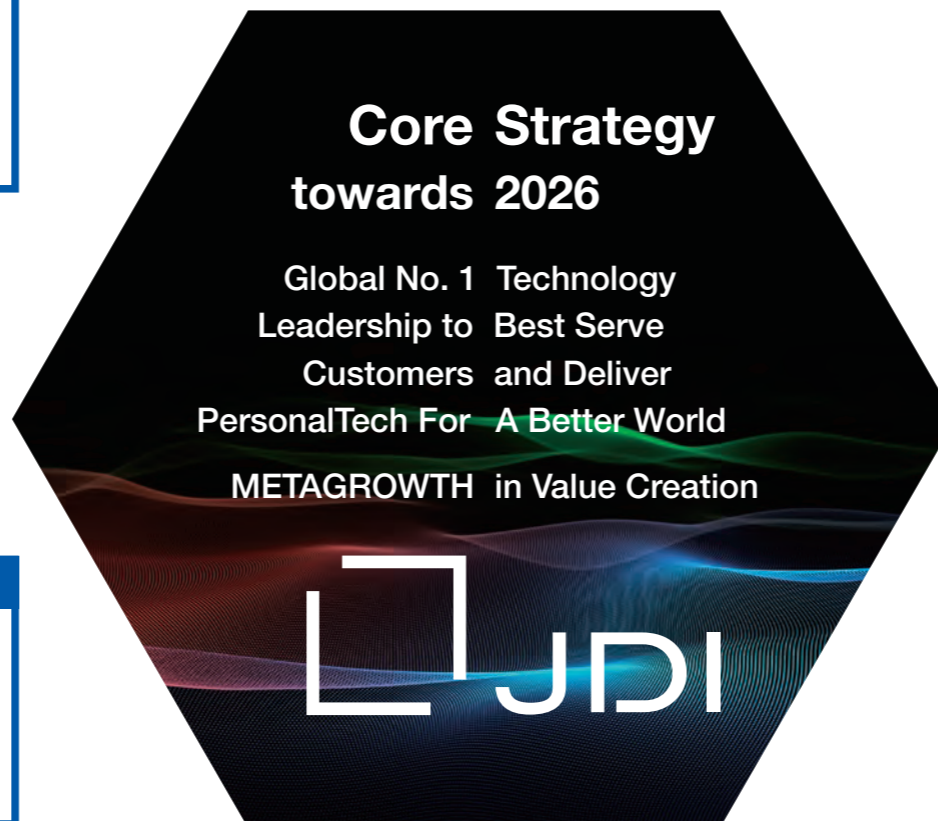 Core Strategy
towards 2026
Global No. 1 Technology
Leadership to Best Serve
Customers and Deliver
PersonalTech For A Better World
METAGROWTH in Value Creation
JDI